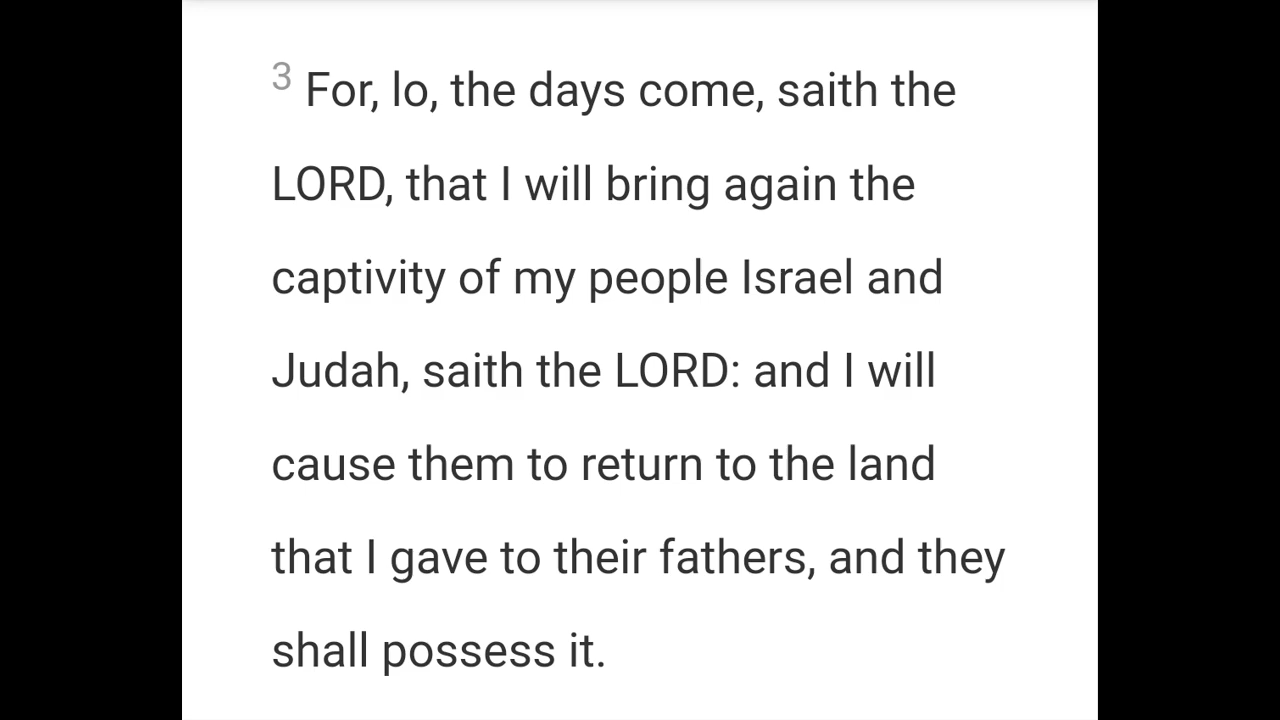 3 For, lo, the days come, saith the
LORD, that I will bring again the
captivity of my people Israel and
Judah, saith the LORD: and I will
cause them to return to the land
that I gave to their fathers, and they
shall possess it.